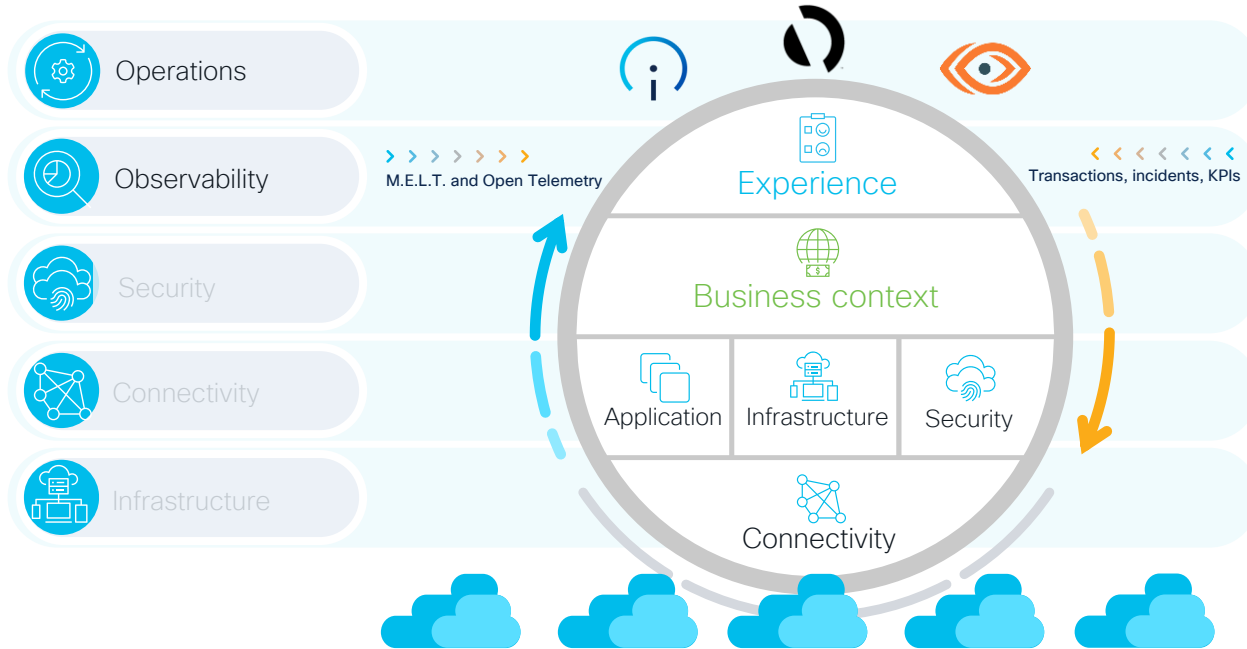 Operations
Observability
M.E.L.T. and Open Telemetry
Experience
Transactions, incidents, KPIs
Security
Business context
Connectivity
Application
Infrastructure
Security
Infrastructure
Connectivity